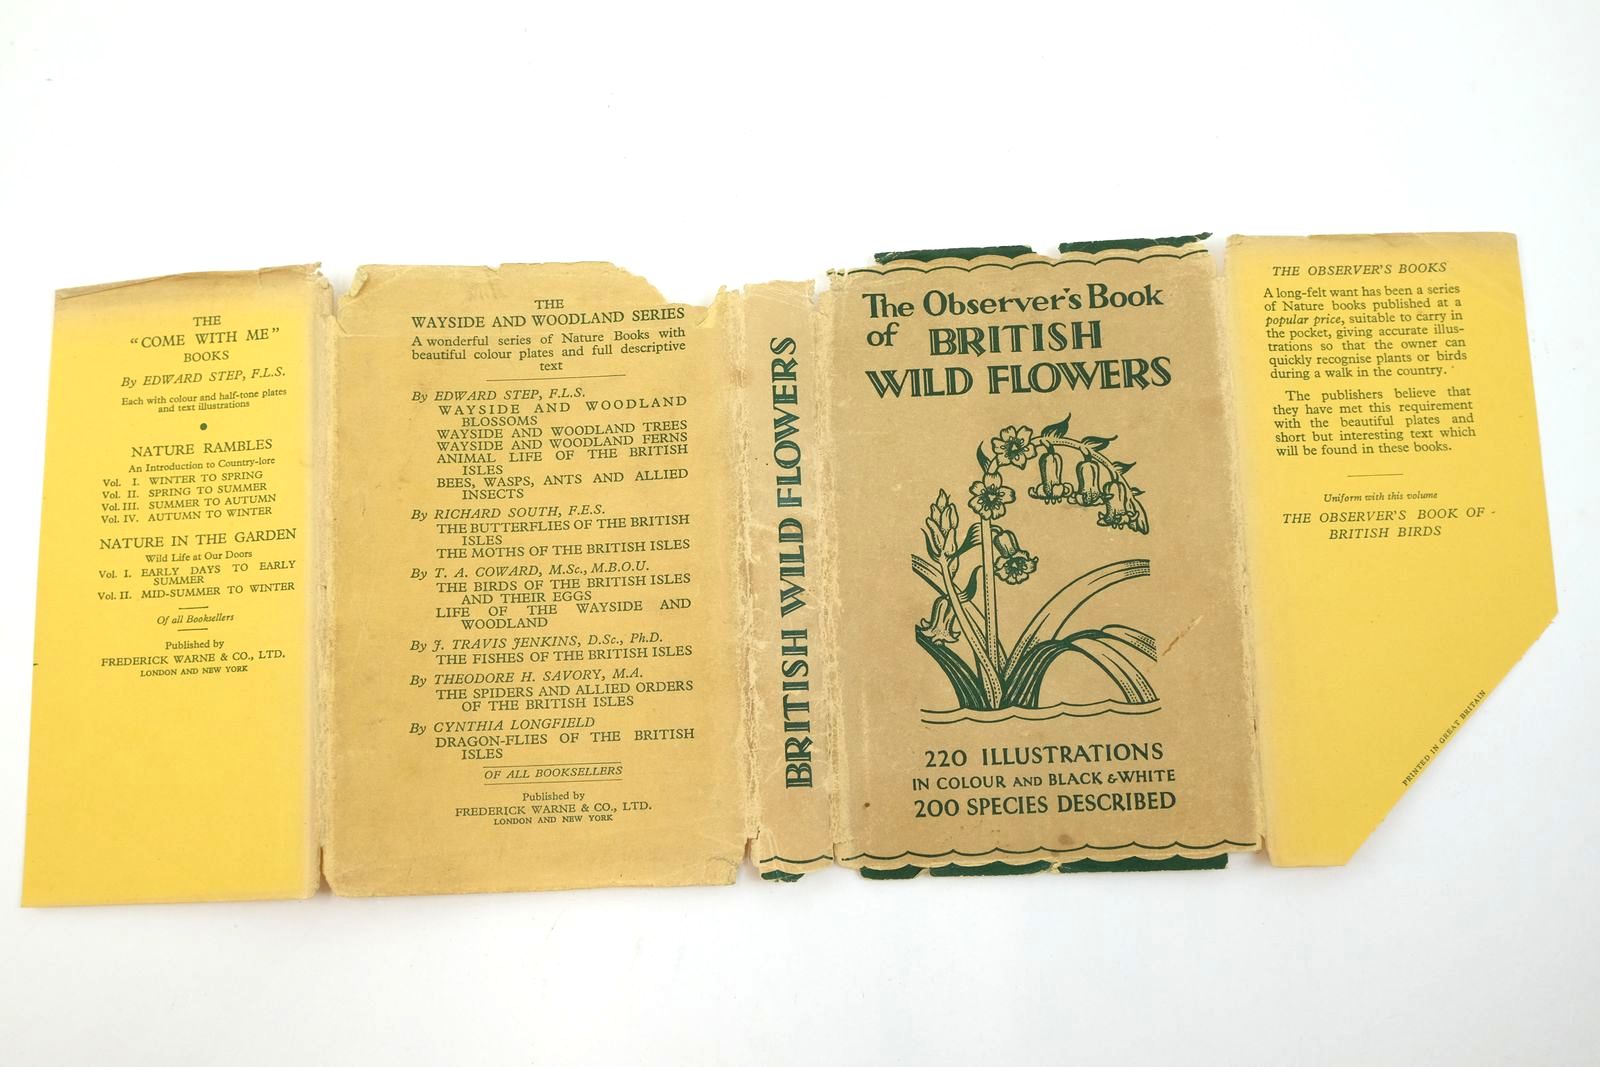 THE
"COME WITH ME"
BOOKS
By EDWARD STEP, F.L.S.
Each with colour and half-tone plates
and text illustrations
NATURE RAMBLES
An Introduction to Country-lore
Vol. I. WINTER TO SPRING
Vol. II. SPRING TO SUMMER
Vol. III. SUMMER TO AUTUMN
Vol. IV. AUTUMN TO WINTER
NATURE IN THE GARDEN
Wild Life at Our Doors
Vol. I. EARLY DAYS TO EARLY
SUMMER
Vol. II. MID-SUMMER TO WINTER
Of all Booksellers
Published by
FREDERICK WARNE & CO., LTD.
LONDON AND NEW YORK
THE
WAYSIDE AND WOODLAND SERIES
A wonderful series of Nature Books with
beautiful colour plates and full descriptive
text
By EDWARD STEP, F.L.S.
WAYSIDE AND WOODLAND
BLOSSOMS
WAYSIDE AND WOODLAND TREES
WAYSIDE AND WOODLAND FERNS
ANIMAL LIFE OF THE BRITISH
ISLES
BEES, WASPS, ANTS AND ALLIED
INSECTS
By RICHARD SOUTH, F.E.S.
THE BUTTERFLIES OF THE BRITISH
ISLES
THE MOTHS OF THE BRITISH ISLES
By T. A. COWARD, M.Sc., M.B.O.U.
THE BIRDS OF THE BRITISH ISLES
AND THEIR EGGS
LIFE OF THE WAYSIDE AND
WOODLAND
By J. TRAVIS JENKINS, D.Sc., Ph.D.
THE FISHES OF THE BRITISH ISLES
By THEODORE H. SAVORY, M.A.
THE SPIDERS AND ALLIED ORDERS
OF THE BRITISH ISLES
By CYNTHIA LONGFIELD
DRAGON-FLIES OF THE BRITISH
ISLES
OF ALL BOOKSELLERS
Published by
FREDERICK WARNE & CO., LTD.
LONDON AND NEW YORK
BRITISH WILD FLOWERS
The Observer's Book
of BRITISH
WILD FLOWERS
220 ILLUSTRATIONS
IN COLOUR AND BLACK & WHITE
200 SPECIES DESCRIBED
THE OBSERVER'S BOOKS
A long-felt want has been a series
of Nature books published at a
popular price, suitable to carry in
the pocket, giving accurate illus-
trations so that the owner can
quickly recognise plants or birds
during a walk in the country.
The publishers believe that
they have met this requirement
with the beautiful plates and
short but interesting text which
will be found in these books.
Uniform with this volume
THE OBSERVER'S BOOK OF
BRITISH BIRDS
PRINTED IN GREAT BRITAIN